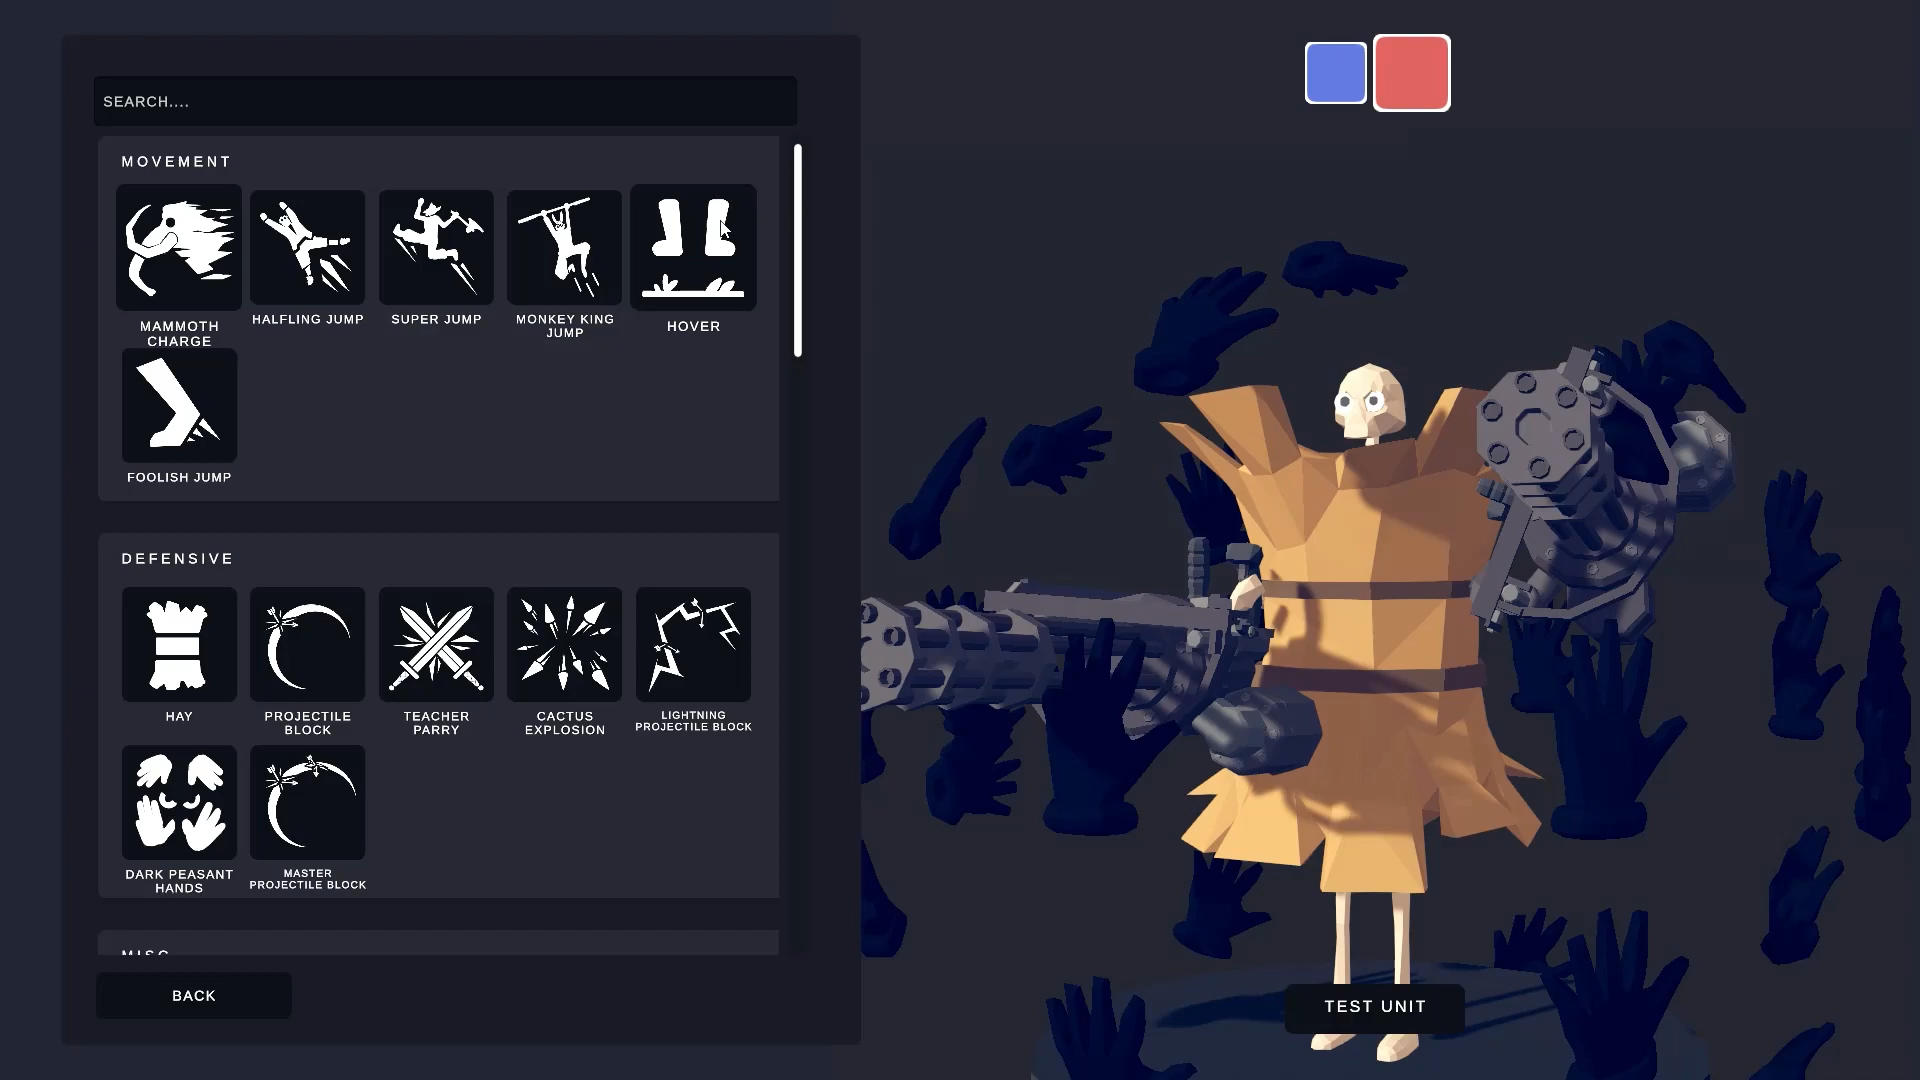 SEARCH....
MOVEMENT
MAMMOTH
CHARGE
HALFLING JUMP
SUPER JUMP
MONKEY KING
JUMP
HOVER
FOOLISH JUMP
DEFENSIVE
HAY
PROJECTILE
BLOCK
TEACHER
PARRY
CACTUS
EXPLOSION
LIGHTNING
PROJECTILE BLOCK
DARK PEASANT
HANDS
MASTER
PROJECTILE BLOCK
MISC
BACK
TEST UNIT